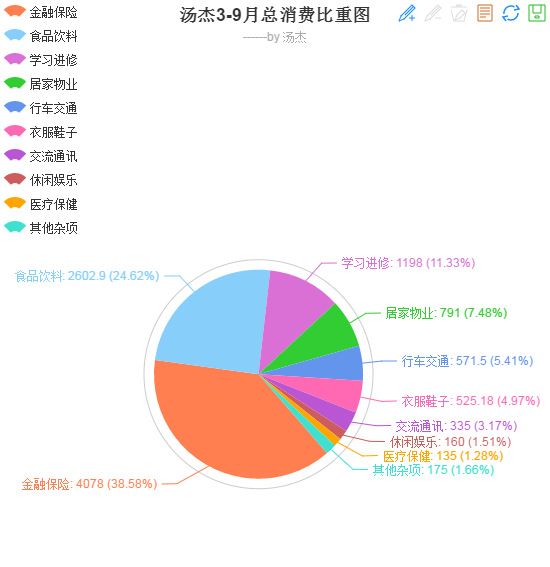 汤杰3-9月总消费比重图
------by 汤杰
金融保险
食品饮料
学习进修
居家物业
行车交通
衣服鞋子
交流通讯
休闲娱乐
医疗保健
其他杂项
学习进修: 1198 (11.33%)
食品饮料: 2602.9 (24.62%)
居家物业: 791 (7.48%)
行车交通: 571.5 (5.41%)
衣服鞋子: 525.18 (4.97%)
交流通讯: 335 (3.17%)
休闲娱乐: 160 (1.51%)
医疗保健: 135 (1.28%)
其他杂项: 175 (1.66%)
金融保险: 4078 (38.58%)